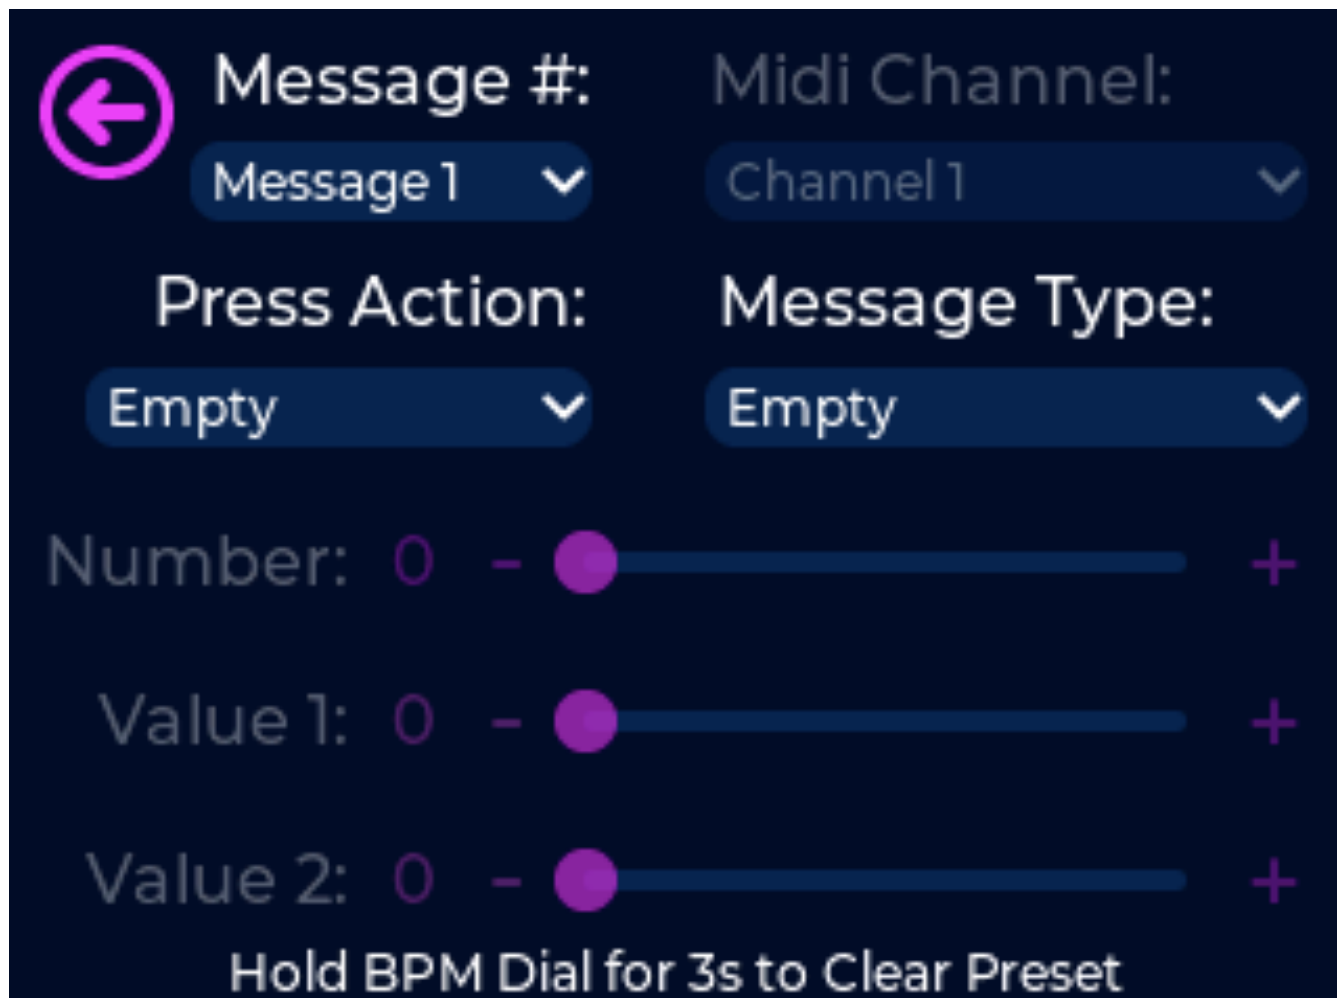 Message #:
Midi Channel:
Message 1
Channel 1
Press Action:
Message Type:
Empty
Empty
Number: 0 - +
Value 1: 0 - +
Value 2: 0 - +
Hold BPM Dial for 3s to Clear Preset